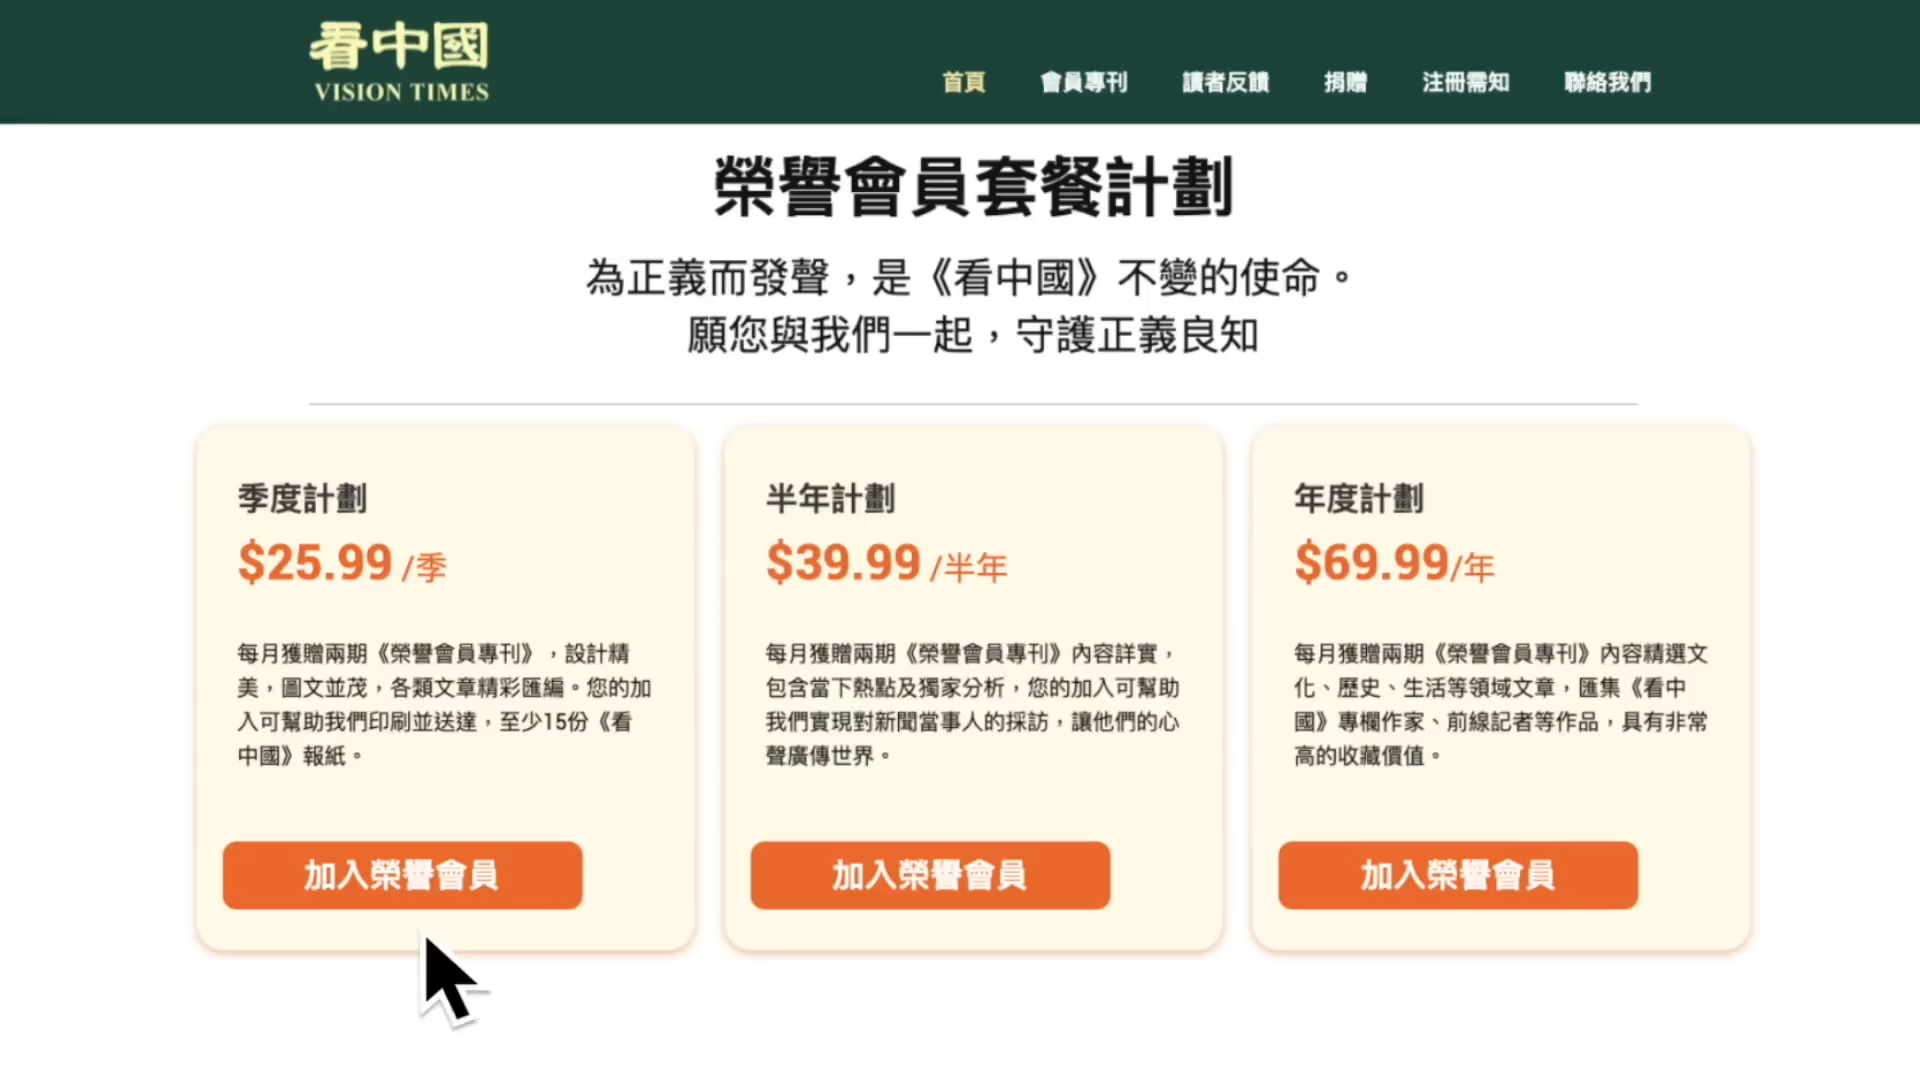 看中國
VISION TIMES
首頁
會員專刊
讀者反饋
捐贈
注冊需知
聯絡我們
榮譽會員套餐計劃
為正義而發聲，是《看中國》不變的使命。
願您與我們一起，守護正義良知
季度計劃
$25.99 /季
每月獲贈兩期《榮譽會員專刊》，設計精
美，圖文並茂，各類文章精彩匯編。您的加
入可幫助我們印刷並送達，至少15份《看
中國》報紙。
加入榮譽會員
半年計劃
$39.99 /半年
每月獲贈兩期《榮譽會員專刊》內容詳實，
包含當下熱點及獨家分析，您的加入可幫助
我們實現對新聞當事人的採訪，讓他們的心
聲廣傳世界。
加入榮譽會員
年度計劃
$69.99/年
每月獲贈兩期《榮譽會員專刊》內容精選文
化、歷史、生活等領域文章，匯集《看中
國》專欄作家、前線記者等作品，具有非常
高的收藏價值。
加入榮譽會員